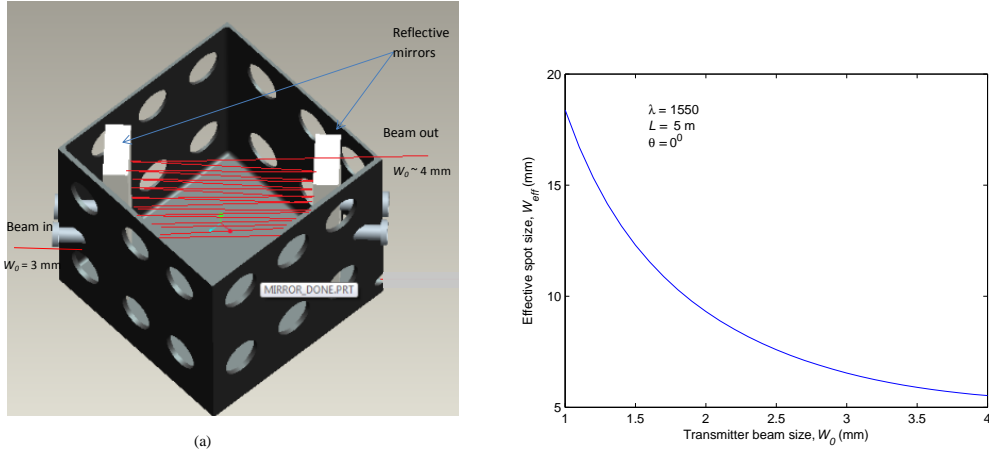 Reflective
mirrors
Beam out
W₀ ~ 4 mm
Beam in
W₀ = 3 mm
MIRROR_DONE.PRT
(a)
20
15
10
5
Effective spot size, W_eff (mm)
λ = 1550
L = 5 m
θ = 0⁰
1
1.5
2
2.5
3
3.5
4
Transmitter beam size, W₀ (mm)